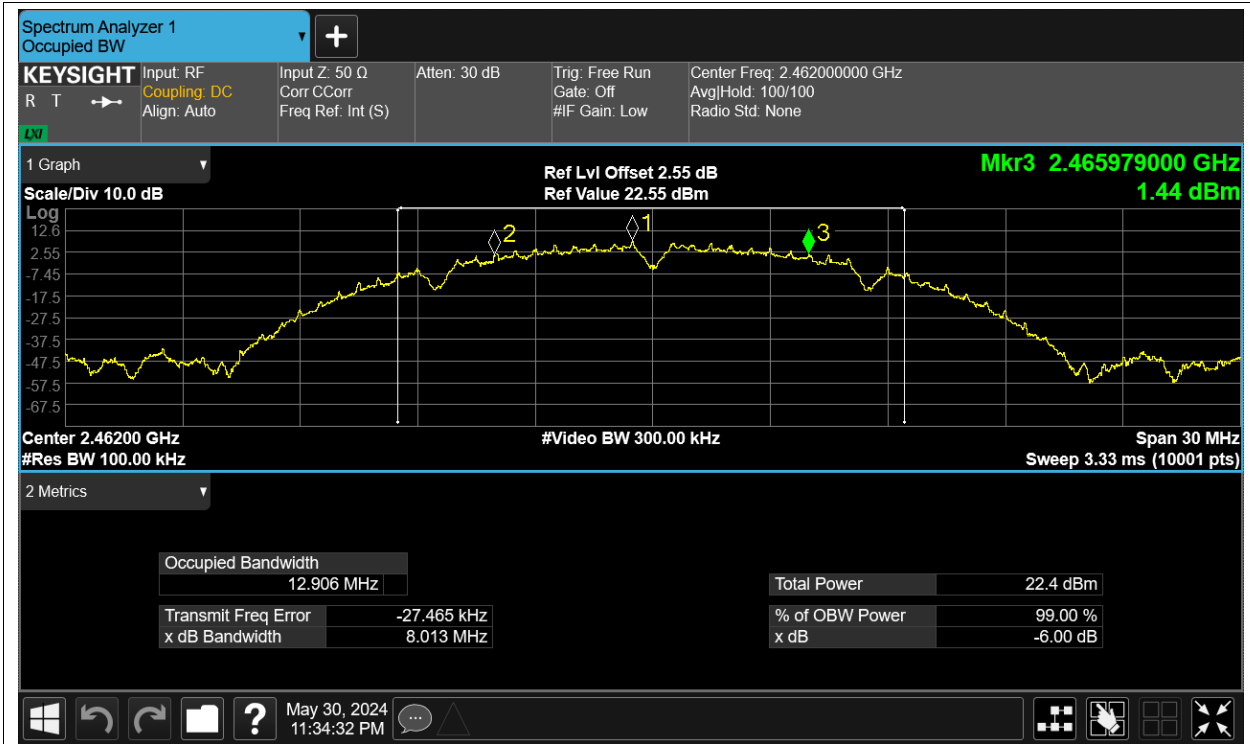 Spectrum Analyzer 1
Occupied BW
KEYSIGHT
R T
LXI
Input: RF
Coupling: DC
Align: Auto
Input Z: 50 Ω
Corr CCorr
Freq Ref: Int (S)
Atten: 30 dB
Trig: Free Run
Gate: Off
#IF Gain: Low
Center Freq: 2.462000000 GHz
Avg|Hold: 100/100
Radio Std: None
1 Graph
Scale/Div 10.0 dB
Ref Lvl Offset 2.55 dB
Ref Value 22.55 dBm
Mkr3 2.465979000 GHz
1.44 dBm
Log
12.6
2.55
-7.45
-17.5
-27.5
-37.5
-47.5
-57.5
-67.5
2
1
3
Center 2.46200 GHz
#Res BW 100.00 kHz
#Video BW 300.00 kHz
Span 30 MHz
Sweep 3.33 ms (10001 pts)
2 Metrics
Occupied Bandwidth
12.906 MHz
Transmit Freq Error -27.465 kHz
x dB Bandwidth 8.013 MHz
Total Power 22.4 dBm
% of OBW Power 99.00 %
x dB -6.00 dB
?
May 30, 2024
11:34:32 PM